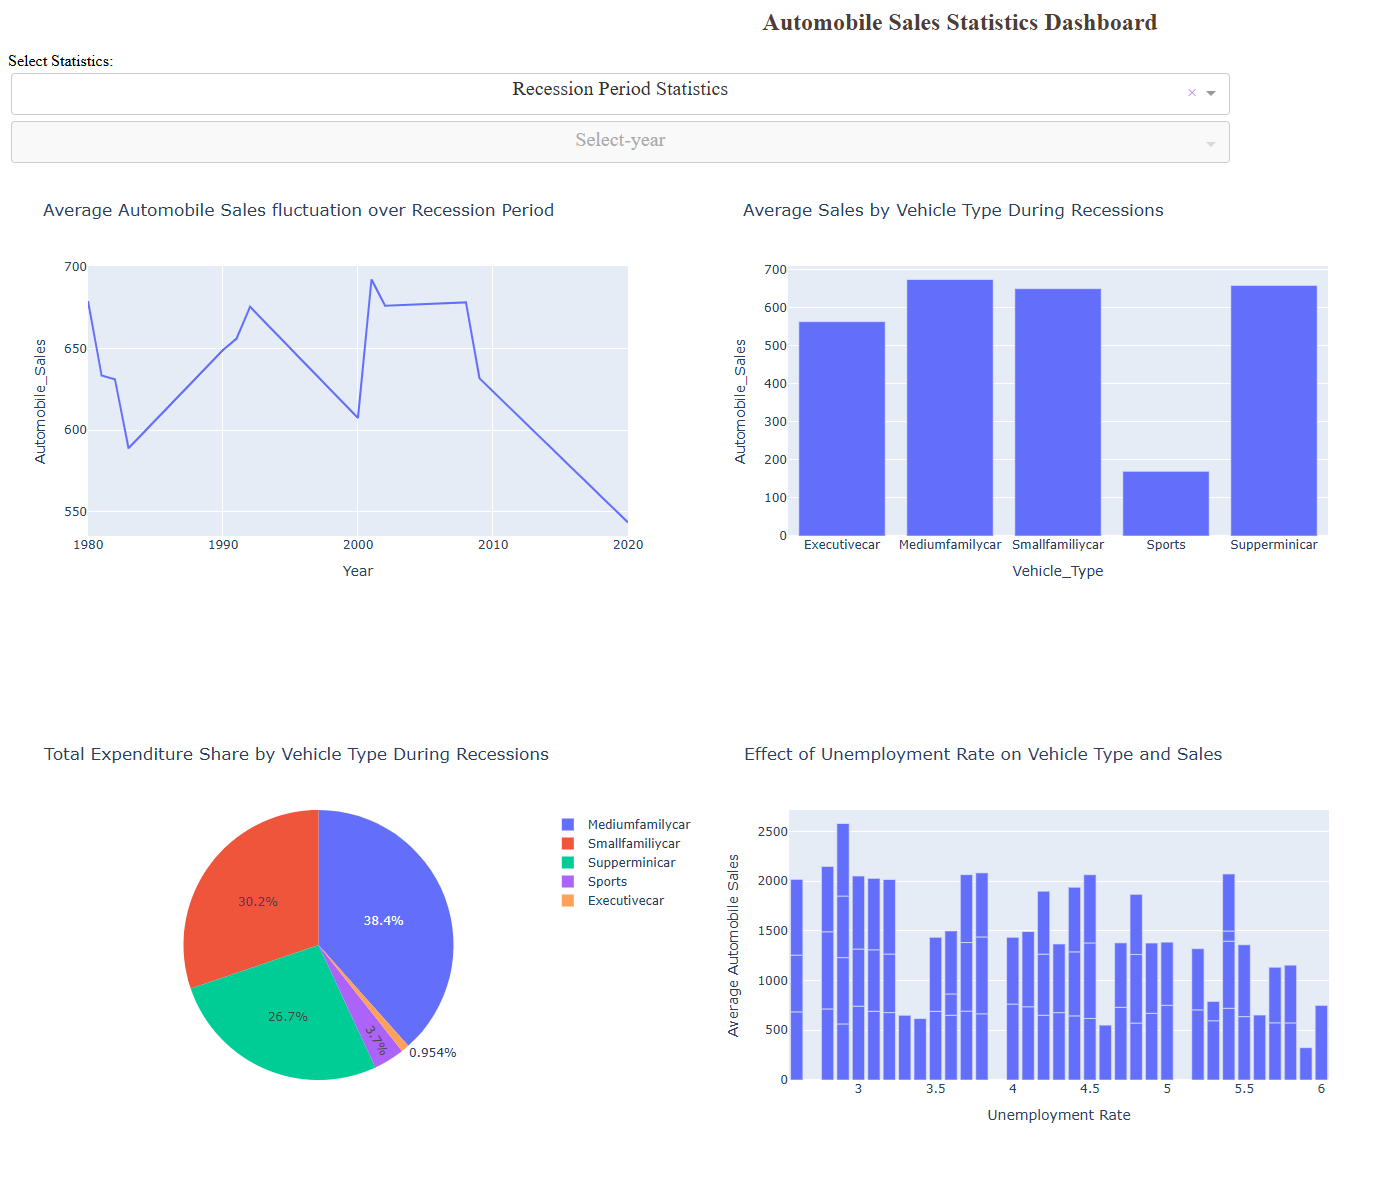 Automobile Sales Statistics Dashboard
Select Statistics:
Recession Period Statistics
×
Select-year
Average Automobile Sales fluctuation over Recession Period
700
650
600
550
Automobile_Sales
1980 1990 2000 2010 2020
Year
Average Sales by Vehicle Type During Recessions
700
600
500
400
300
200
100
0
Automobile_Sales
Executivecar Mediumfamilycar Smallfamiliycar Sports Supperminicar
Vehicle_Type
Total Expenditure Share by Vehicle Type During Recessions
38.4%
30.2%
26.7%
3.7%
0.954%
Mediumfamilycar
Smallfamiliycar
Supperminicar
Sports
Executivecar
Effect of Unemployment Rate on Vehicle Type and Sales
2500
2000
1500
1000
500
0
Average Automobile Sales
3 3.5 4 4.5 5 5.5 6
Unemployment Rate